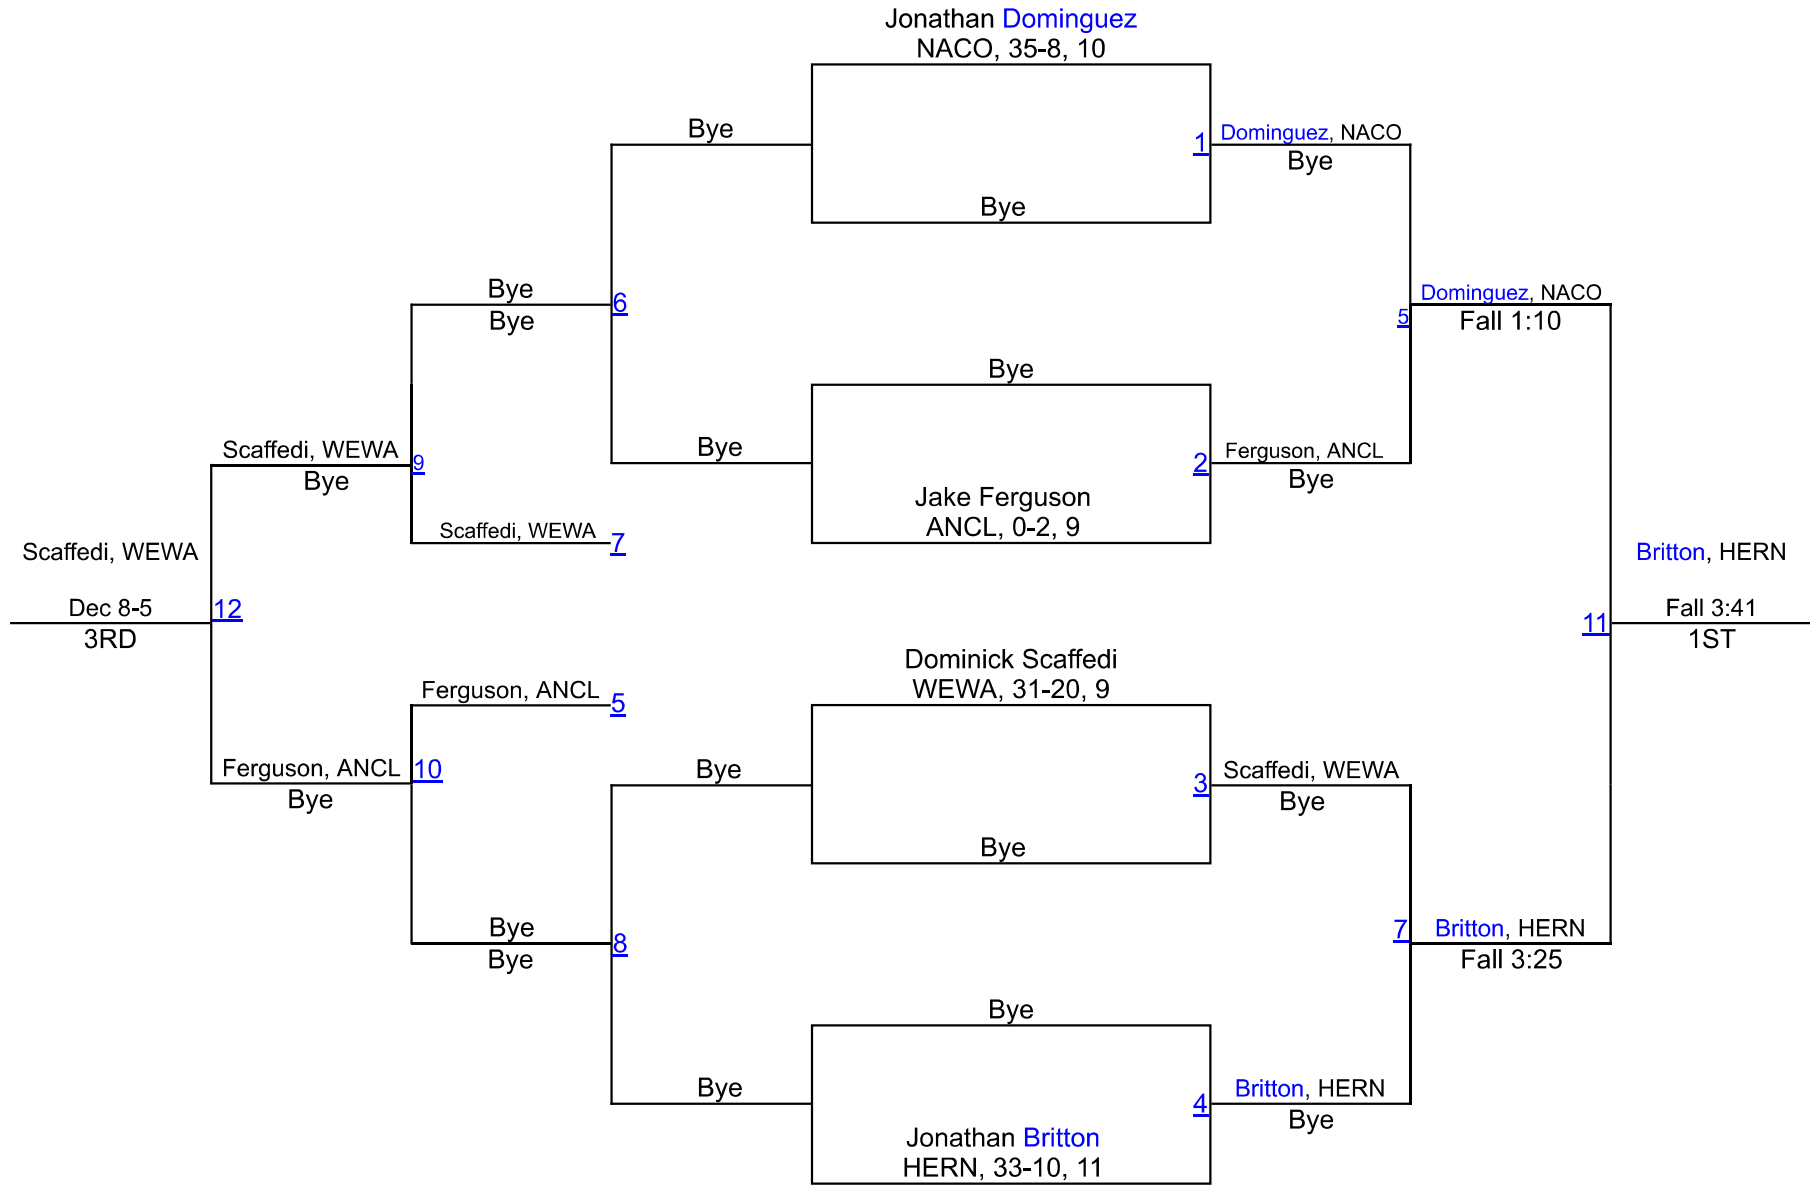 Jonathan Dominguez
NACO, 35-8, 10
Bye
1
Dominguez, NACO
Bye
Bye
Bye
Bye
6
Dominguez, NACO
5
Fall 1:10
Bye
Bye
Scaffedi, WEWA
9
Bye
2
Ferguson, ANCL
Bye
Jake Ferguson
ANCL, 0-2, 9
Scaffedi, WEWA
7
Scaffedi, WEWA
Britton, HERN
Dec 8-5
12
3RD
11
Fall 3:41
1ST
Dominick Scaffedi
WEWA, 31-20, 9
Ferguson, ANCL
5
Ferguson, ANCL
10
Bye
Bye
3
Scaffedi, WEWA
Bye
Bye
Bye
8
Bye
7
Britton, HERN
Fall 3:25
Bye
Bye
4
Britton, HERN
Bye
Jonathan Britton
HERN, 33-10, 11